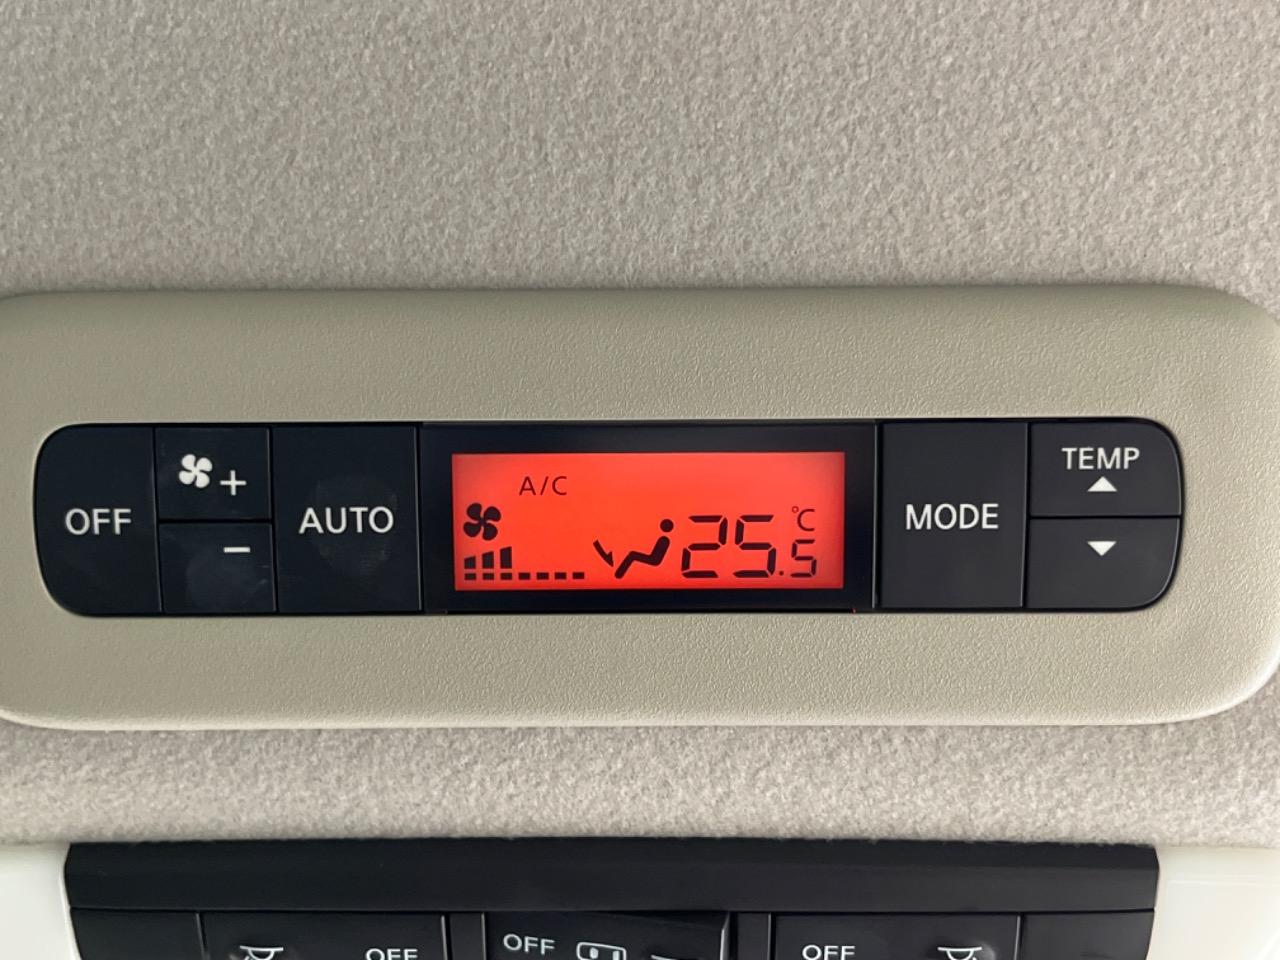 OFF
+
-
AUTO
A/C
25.5
°C
MODE
TEMP
OFF
OFF
OFF